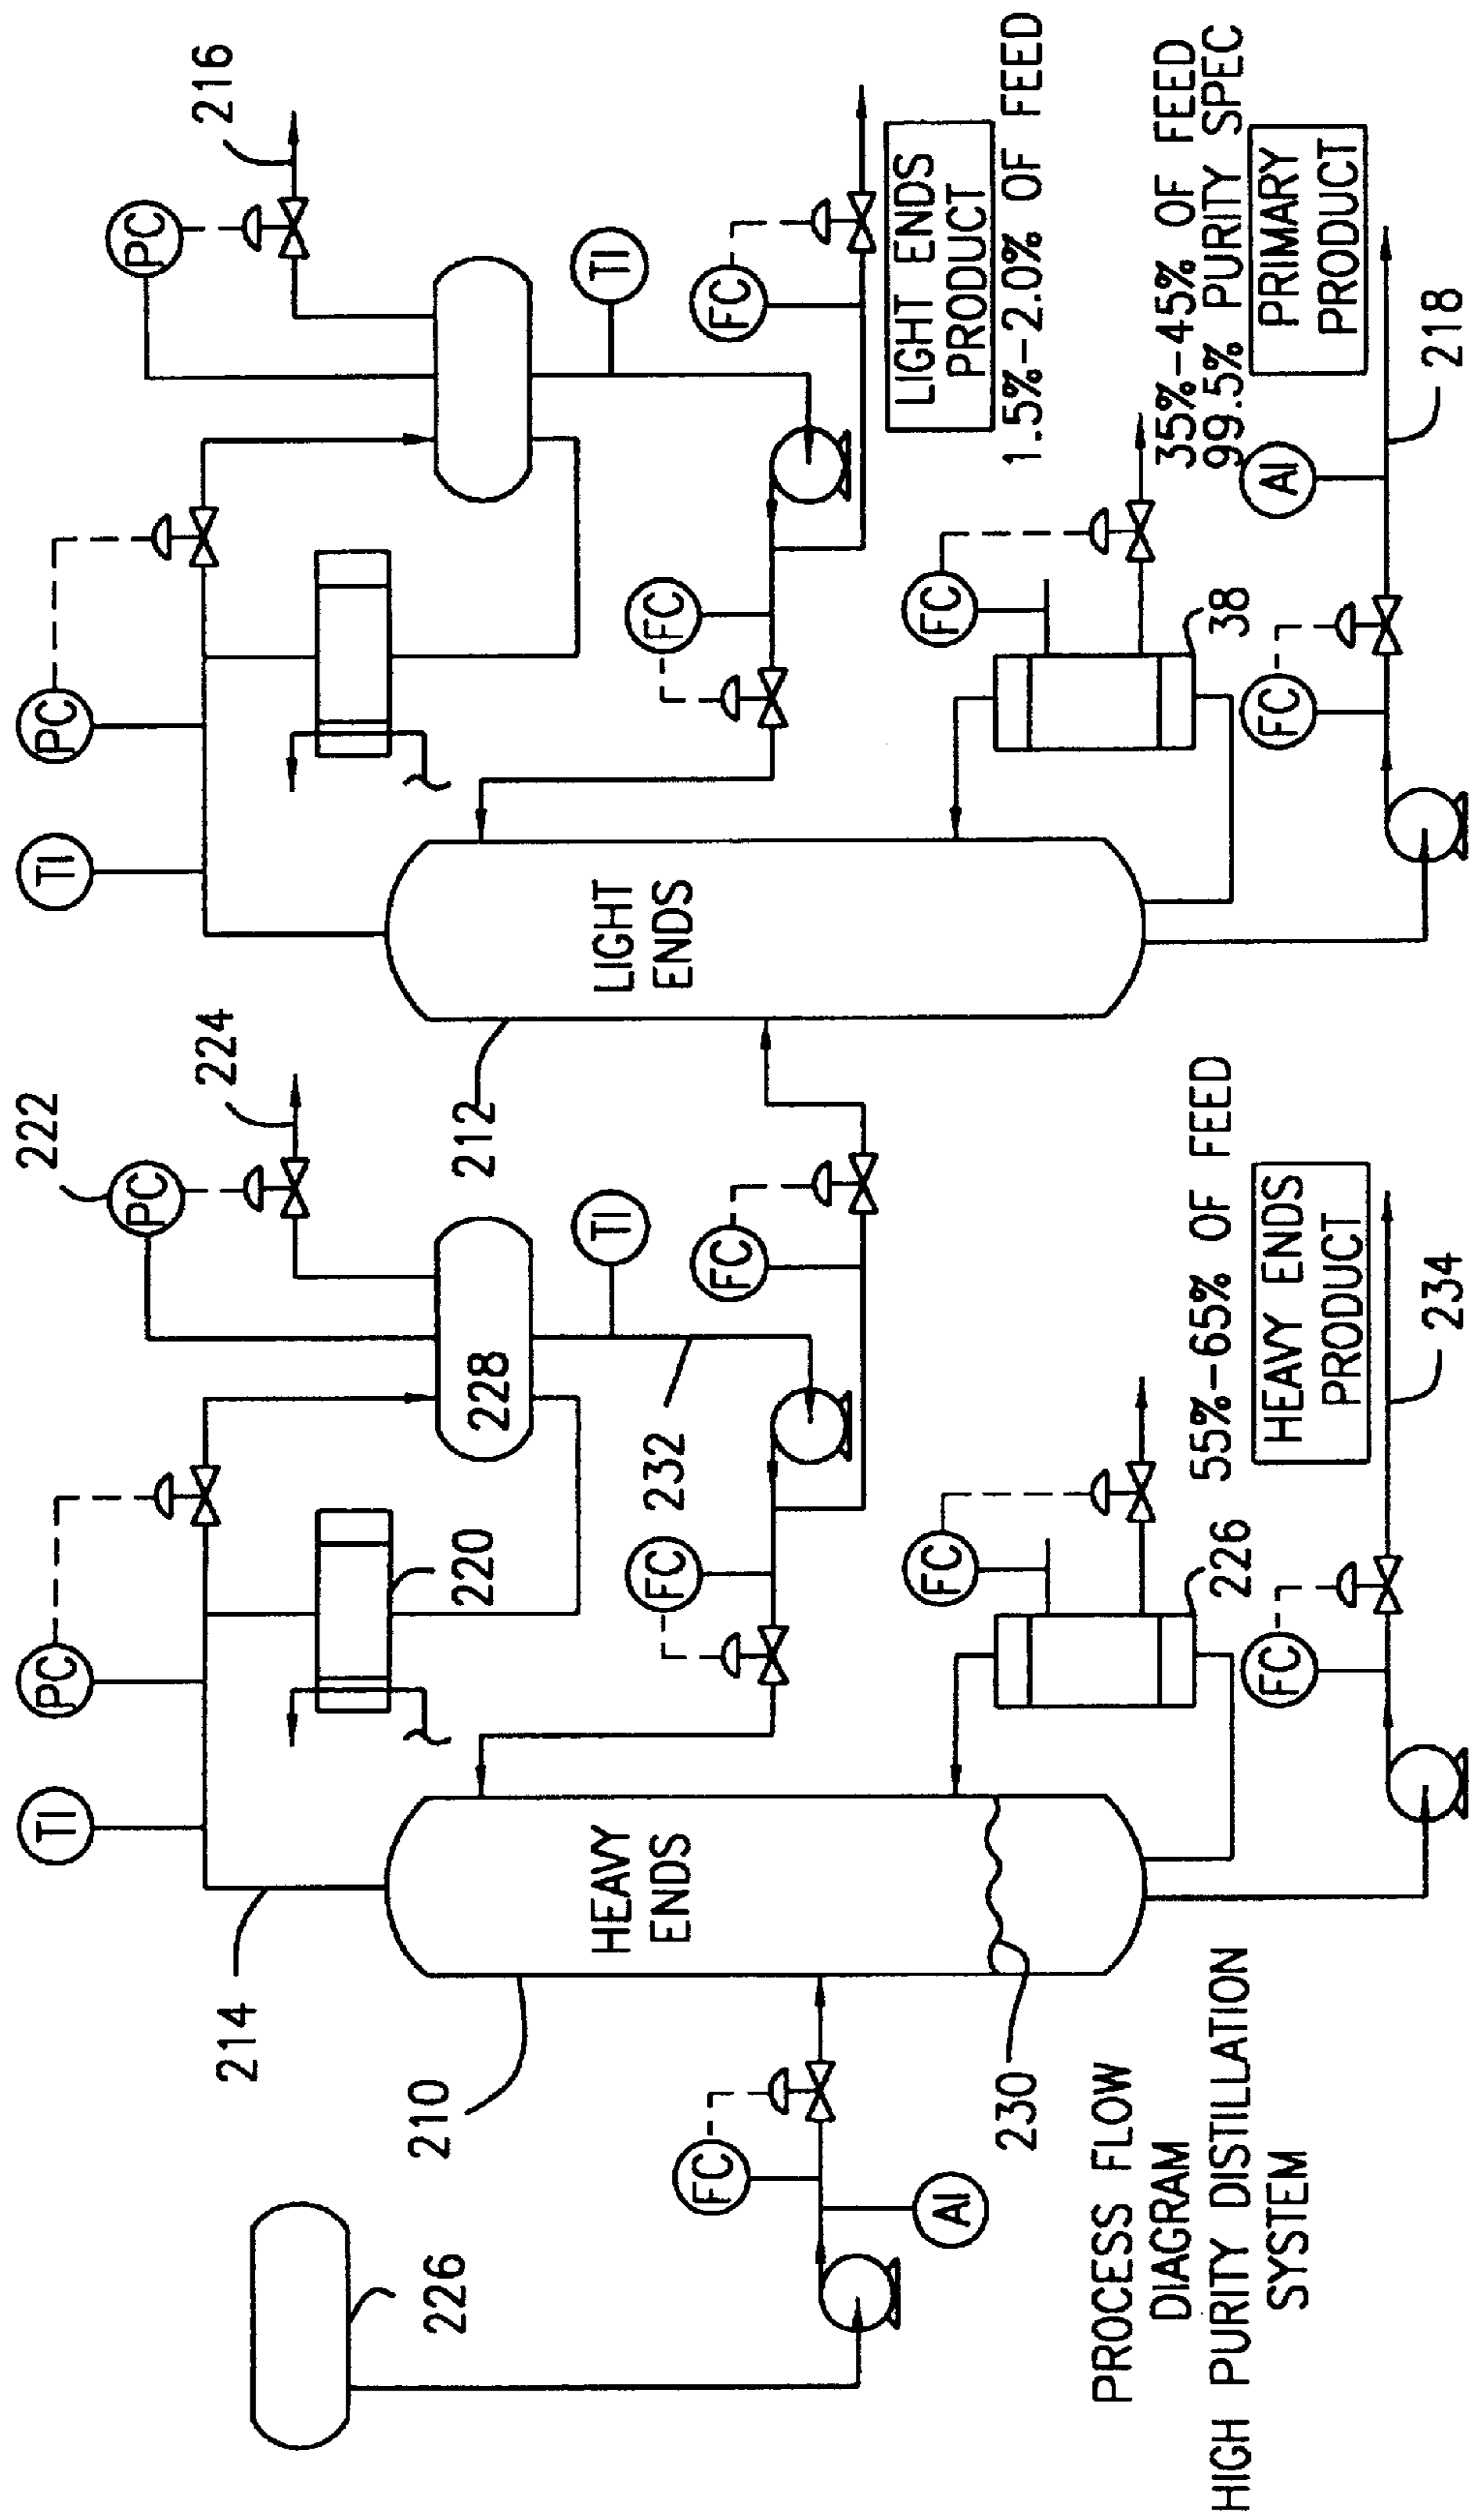 TI
PC
222
TI
PC
PC
PC
214
224
216
226
210
220
228
212
HEAVY
ENDS
TI
LIGHT
ENDS
TI
FC
232
FC
FC
FC
FC
AI
FC
FC
LIGHT ENDS
PRODUCT
1.5%-2.0% OF FEED
230
PROCESS FLOW
DIAGRAM
HIGH PURITY DISTILLATION
SYSTEM
226
55%-65% OF FEED
38
35%-45% OF FEED
99.5% PURITY SPEC
FC
HEAVY ENDS
PRODUCT
FC
AI
PRIMARY
PRODUCT
234
218